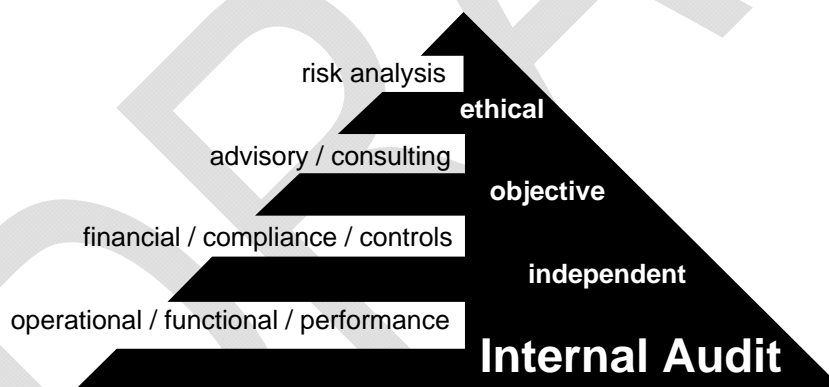 risk analysis
ethical
advisory / consulting
objective
financial / compliance / controls
independent
operational / functional / performance
Internal Audit